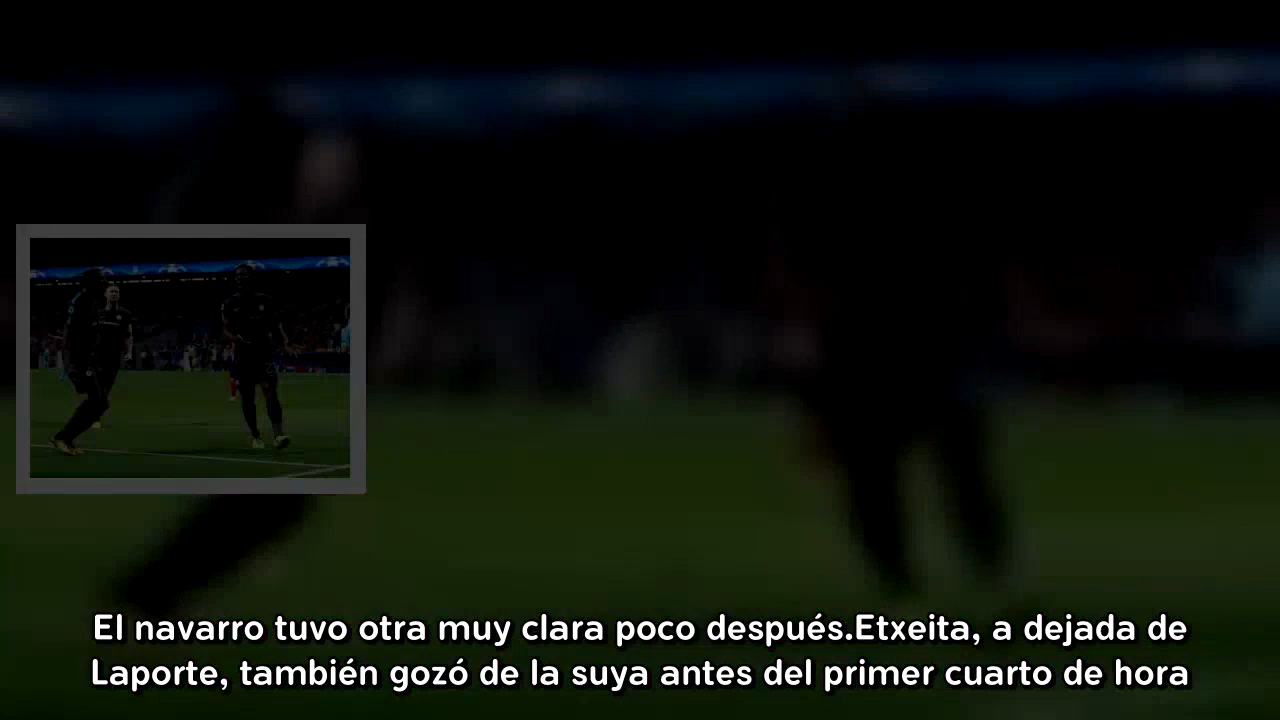 El navarro tuvo otra muy clara poco después.Etxeita, a dejada de
Laporte, también gozó de la suya antes del primer cuarto de hora